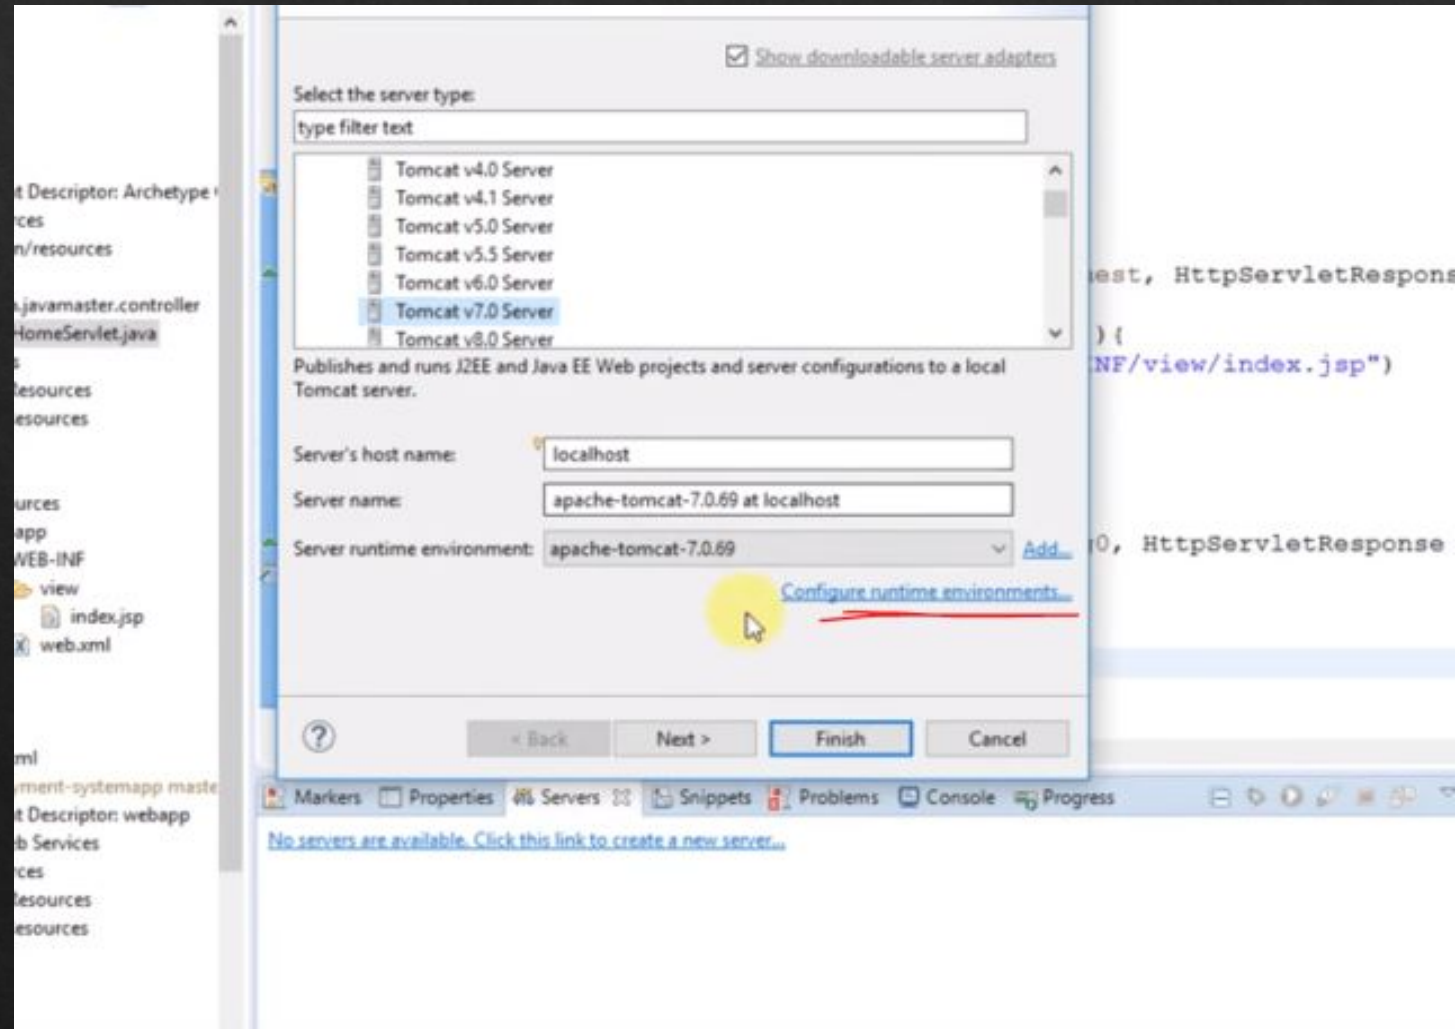 Show downloadable server adapters
Select the server type:
type filter text
Tomcat v4.0 Server
Tomcat v4.1 Server
Tomcat v5.0 Server
Tomcat v5.5 Server
Tomcat v6.0 Server
Tomcat v7.0 Server
Tomcat v8.0 Server
Publishes and runs J2EE and Java EE Web projects and server configurations to a local
Tomcat server.
Server's host name: localhost
Server name: apache-tomcat-7.0.69 at localhost
Server runtime environment: apache-tomcat-7.0.69 Add...
Configure runtime environments...
? < Back Next > Finish Cancel
t Descriptor: Archetype
rces
n/resources
.javamaster.controller
HomeServlet.java
s
Resources
esources
urces
app
WEB-INF
view
index.jsp
web.xml
ml
yment-systemapp maste
t Descriptor: webapp
b Services
rces
Resources
esources
est, HttpServletRespons
){
NF/view/index.jsp")
0, HttpServletResponse
Markers Properties Servers Snippets Problems Console Progress
No servers are available. Click this link to create a new server...